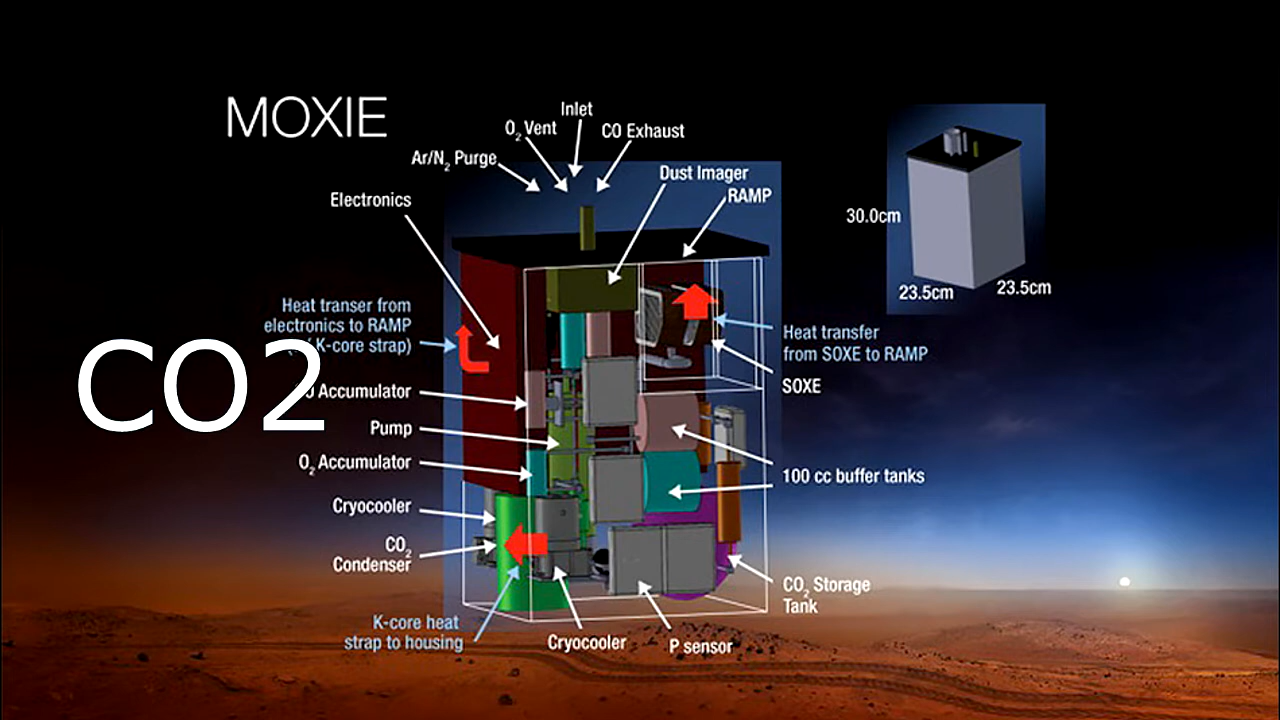 MOXIE
Inlet
O2 Vent
CO Exhaust
Ar/N2 Purge
Dust Imager
RAMP
Electronics
30.0cm
23.5cm
23.5cm
Heat transer from
electronics to RAMP
K-core strap)
Heat transfer
from SOXE to RAMP
CO2
Accumulator
SOXE
Pump
O2 Accumulator
100 cc buffer tanks
Cryocooler
CO2
Condenser
CO2 Storage
Tank
K-core heat
strap to housing
Cryocooler
P sensor